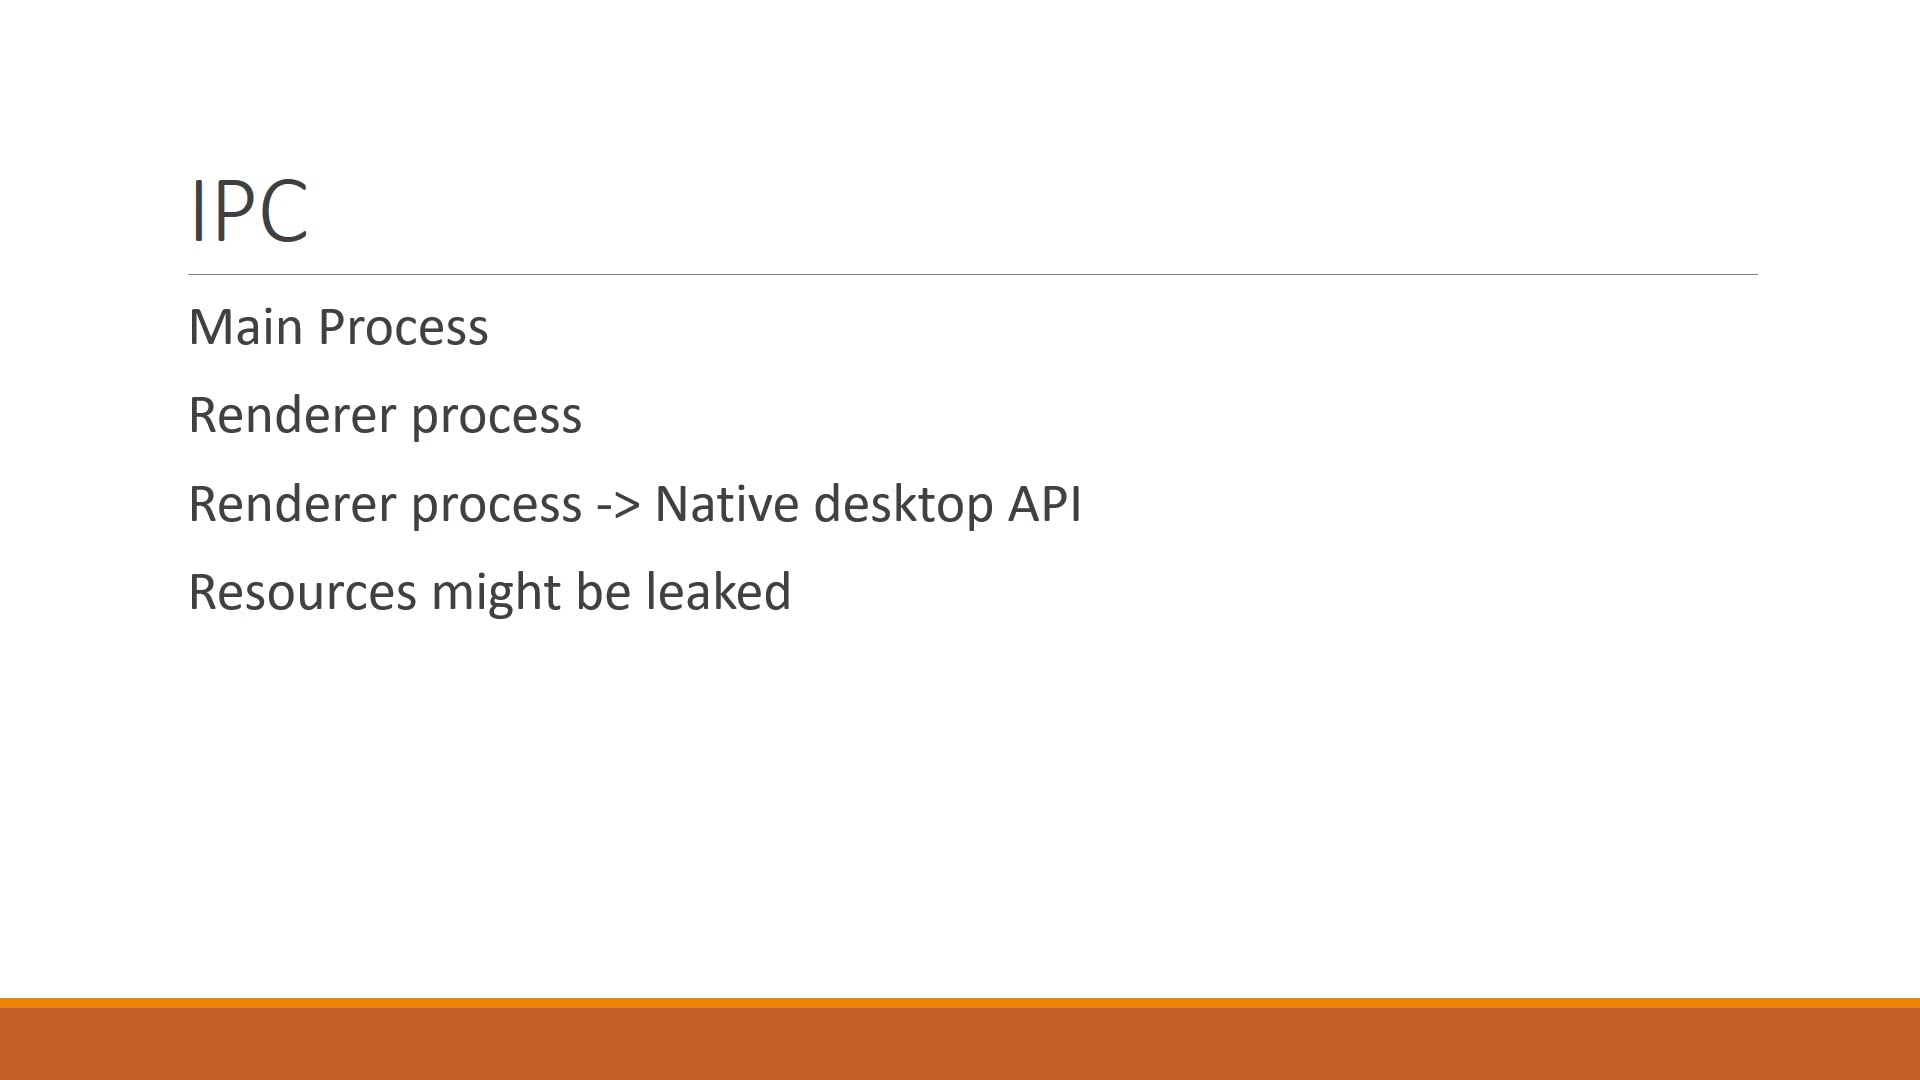 IPC
Main Process
Renderer process
Renderer process -> Native desktop API
Resources might be leaked